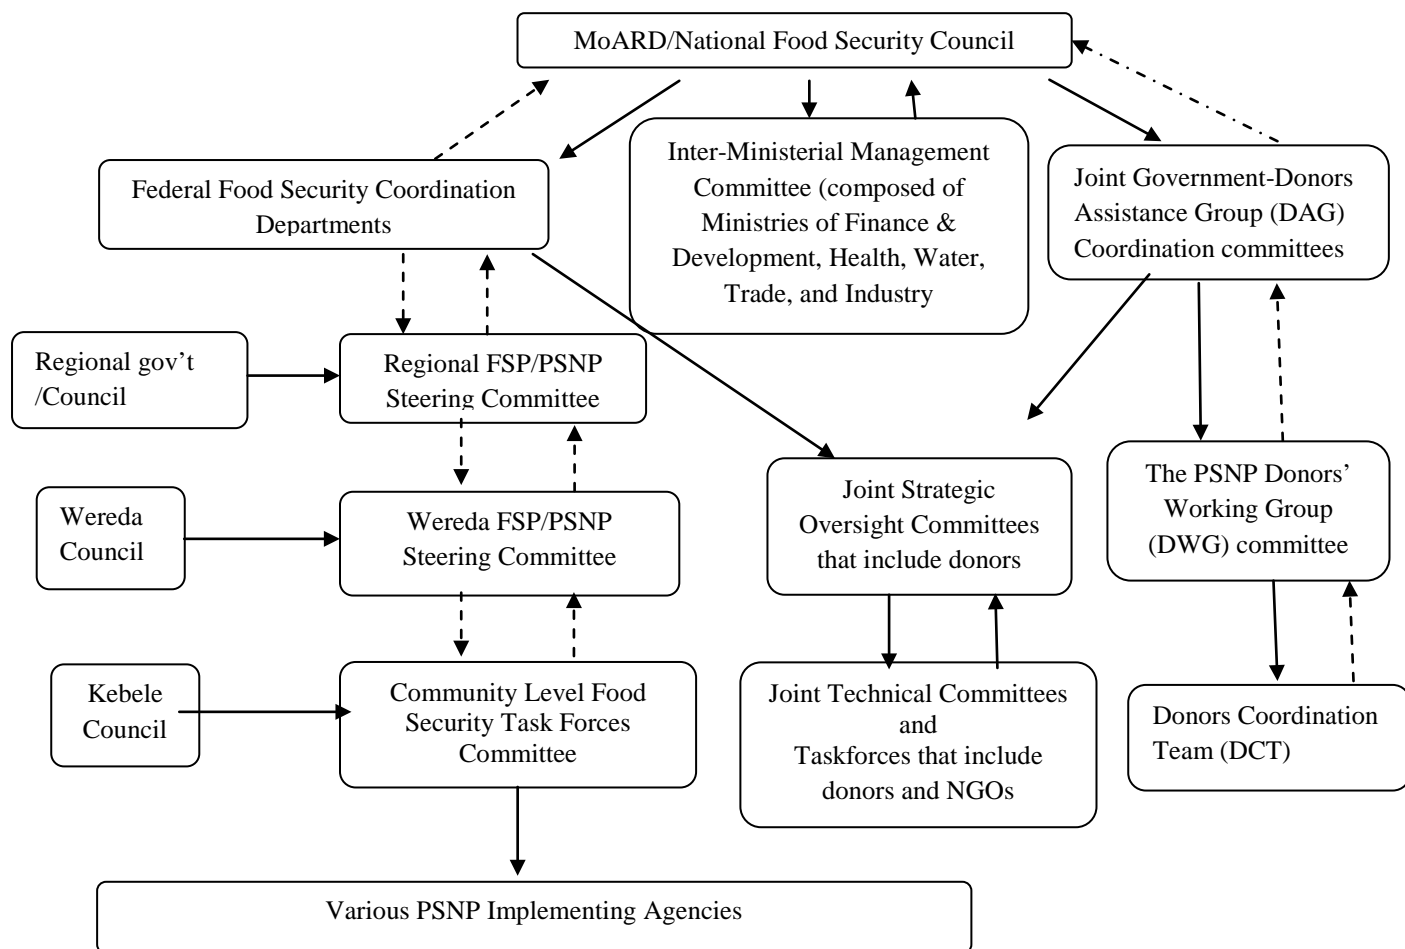 MoARD/National Food Security Council
Federal Food Security Coordination
Departments
Inter-Ministerial Management
Committee (composed of
Ministries of Finance &
Development, Health, Water,
Trade, and Industry
Joint Government-Donors
Assistance Group (DAG)
Coordination committees
Regional gov’t
/Council
Regional FSP/PSNP
Steering Committee
Wereda
Council
Wereda FSP/PSNP
Steering Committee
Joint Strategic
Oversight Committees
that include donors
The PSNP Donors’
Working Group
(DWG) committee
Kebele
Council
Community Level Food
Security Task Forces
Committee
Joint Technical Committees
and
Taskforces that include
donors and NGOs
Donors Coordination
Team (DCT)
Various PSNP Implementing Agencies